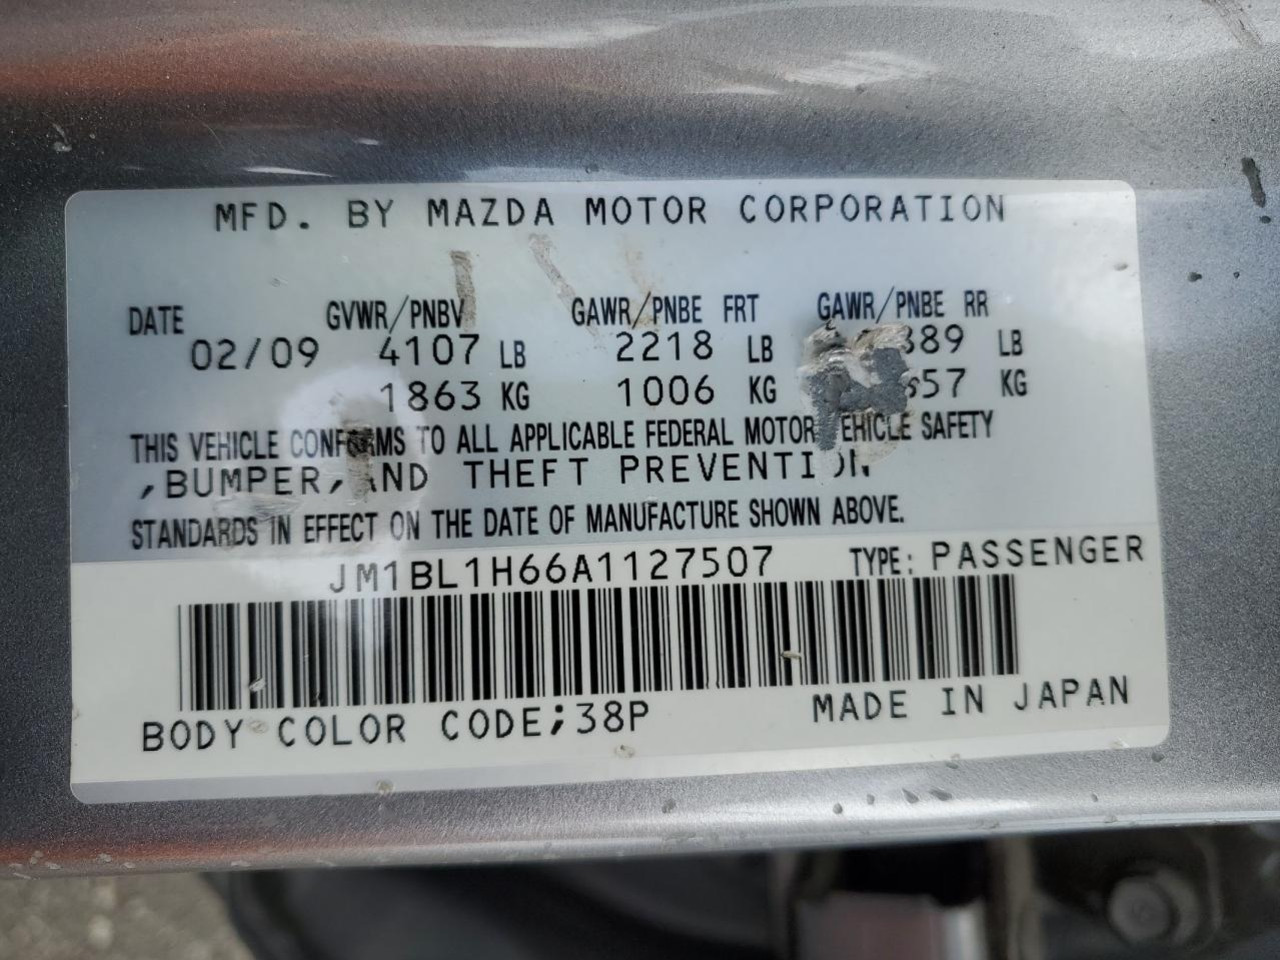 MFD. BY MAZDA MOTOR CORPORATION
DATE GVWR/PNBV GAWR/PNBE FRT GAWR/PNBE RR
02/09 4107 LB 2218 LB LB
1863 KG 1006 KG KG
THIS VEHICLE CONFORMS TO ALL APPLICABLE FEDERAL MOTOR VEHICLE SAFETY
,BUMPER, AND THEFT PREVENTION
STANDARDS IN EFFECT ON THE DATE OF MANUFACTURE SHOWN ABOVE.
JM1BL1H66A1127507 TYPE: PASSENGER
BODY COLOR CODE;38P MADE IN JAPAN